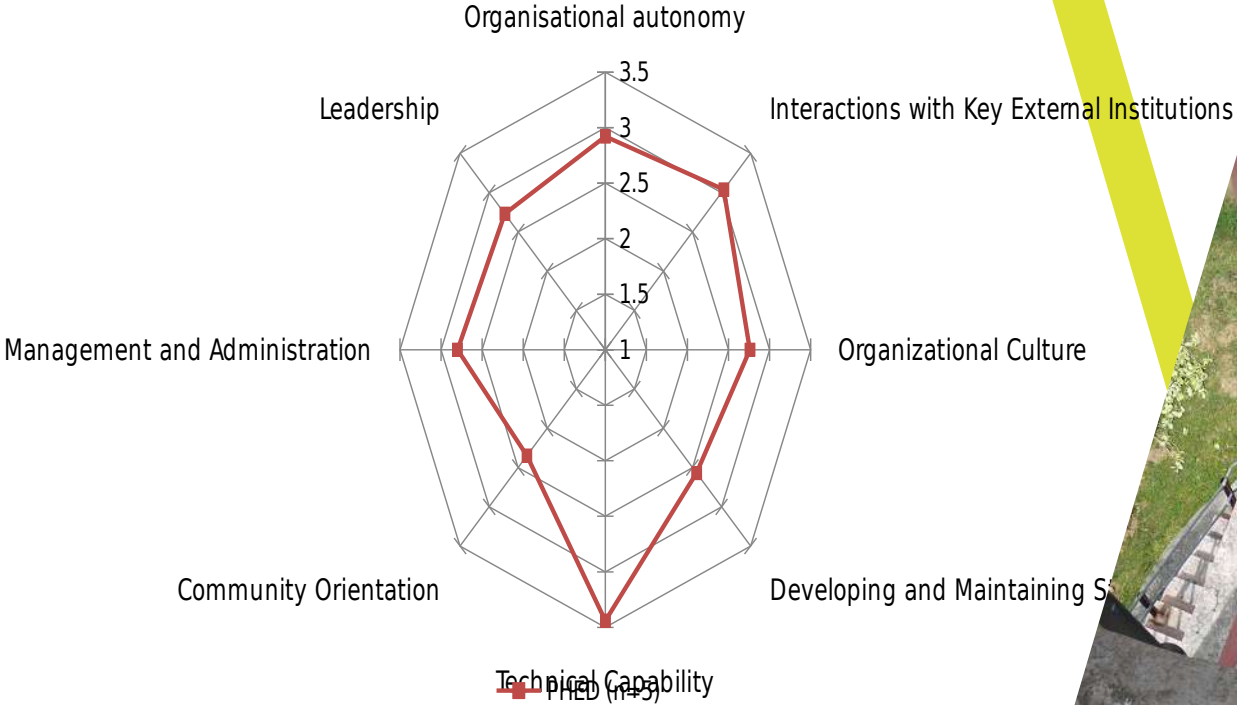 Organisational autonomy
3.5
Leadership
Interactions with Key External Institutions
3
2.5
2
1.5
Management and Administration
1
Organizational Culture
Community Orientation
Developing and Maintaining
Technical Capability
PHED (n=5)